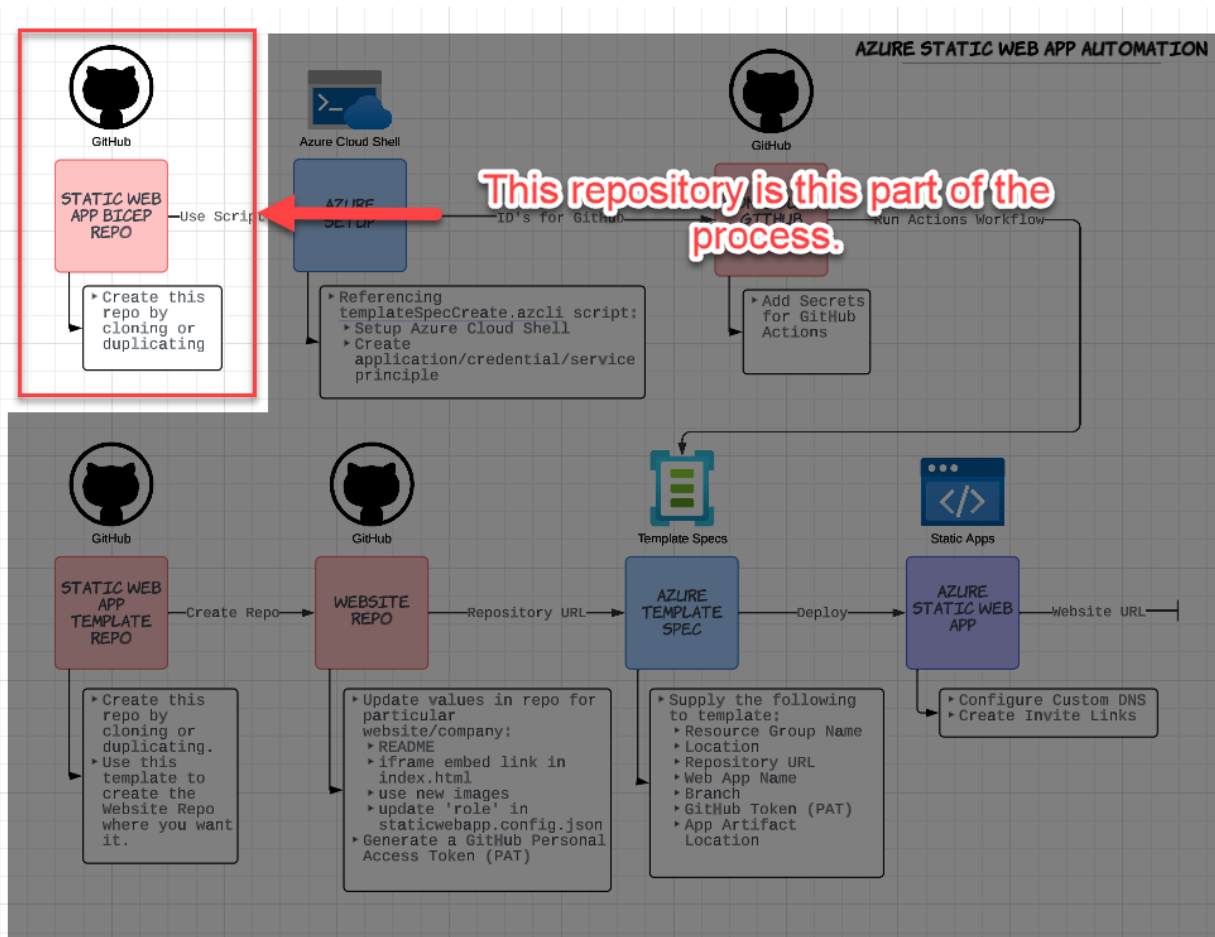 AZURE STATIC WEB APP AUTOMATION
GitHub
Azure Cloud Shell
GitHub
STATIC WEB
APP BICEP
REPO
Use Script
AZURE
SETUP
ID's for Github
GITHUB
Run Actions Workflow
This repository is this part of the
process.
Create this
repo by
cloning or
duplicating
Referencing
templateSpecCreate.azcli script:
Setup Azure Cloud Shell
Create
application/credential/service
principle
Add Secrets
for GitHub
Actions
GitHub
GitHub
Template Specs
Static Apps
STATIC WEB
APP
TEMPLATE
REPO
Create Repo
WEBSITE
REPO
Repository URL
AZURE
TEMPLATE
SPEC
Deploy
AZURE
STATIC WEB
APP
Website URL
Create this
repo by
cloning or
duplicating.
Use this
template to
create the
Website Repo
where you want
it.
Update values in repo for
particular
website/company:
README
iframe embed link in
index.html
use new images
update 'role' in
staticwebapp.config.json
Generate a GitHub Personal
Access Token (PAT)
Supply the following
to template:
Resource Group Name
Location
Repository URL
Web App Name
Branch
GitHub Token (PAT)
App Artifact
Location
Configure Custom DNS
Create Invite Links